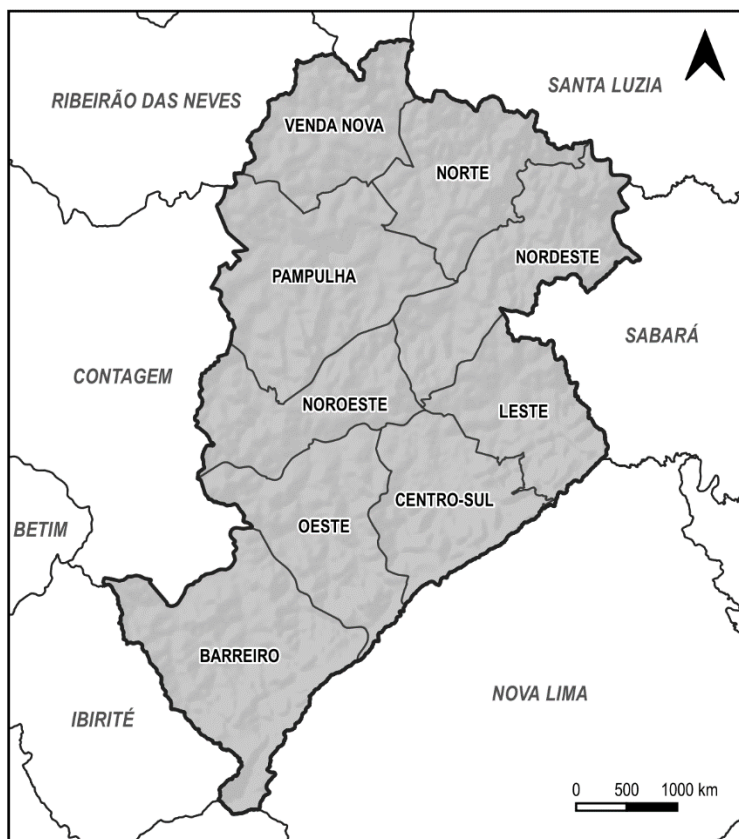 RIBEIRÃO DAS NEVES
SANTA LUZIA
VENDA NOVA
NORTE
NORDESTE
PAMPULHA
SABARÁ
CONTAGEM
NOROESTE
LESTE
CENTRO-SUL
OESTE
BETIM
BARREIRO
NOVA LIMA
IBIRITÉ
0 500 1000 km